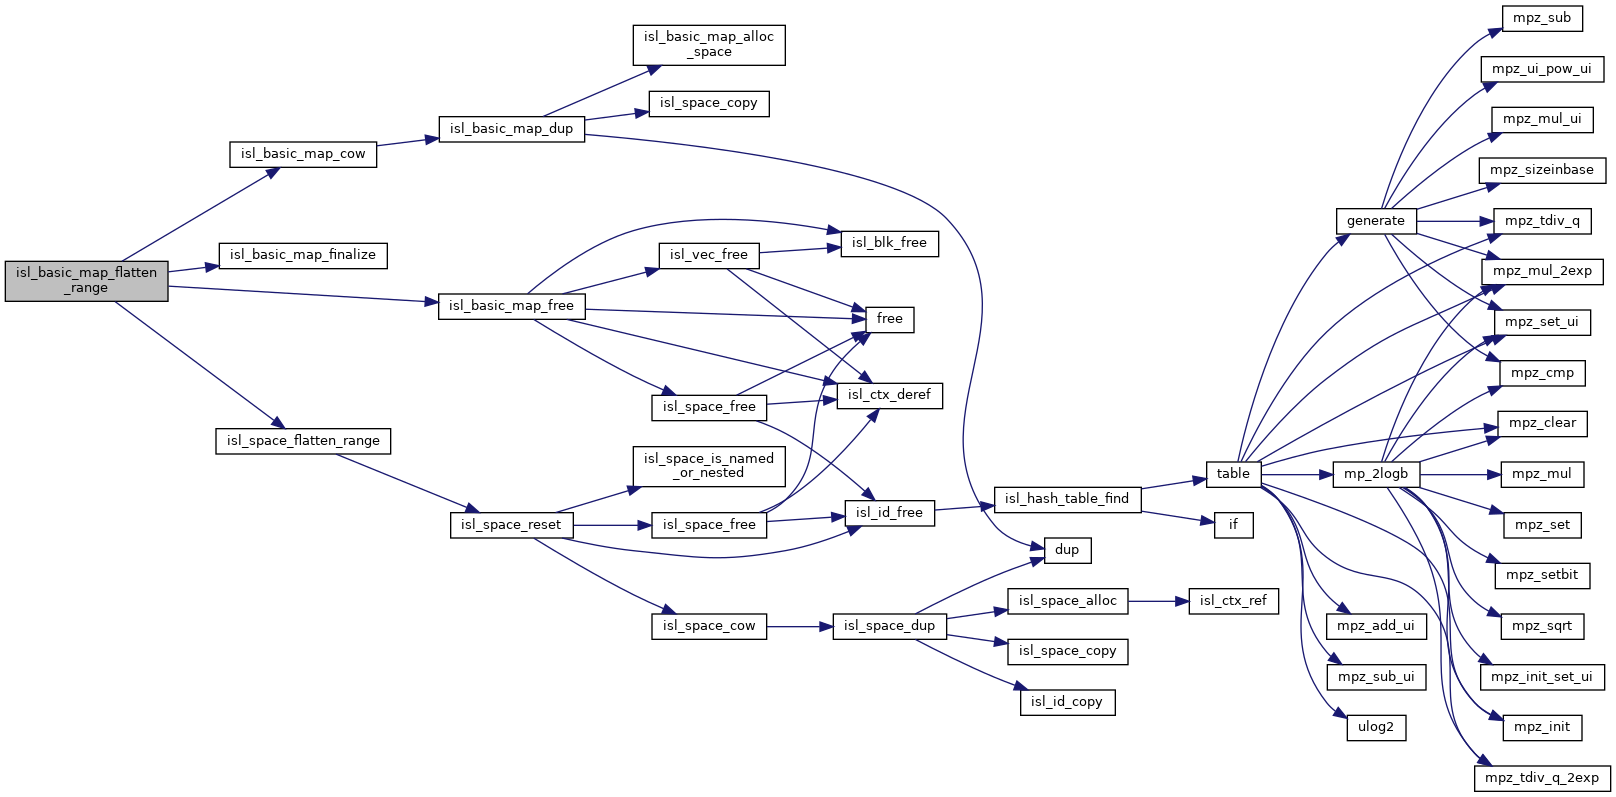 isl_basic_map_flatten
_range
isl_basic_map_cow
isl_basic_map_finalize
isl_basic_map_free
isl_space_flatten_range
isl_basic_map_dup
isl_space_reset
isl_basic_map_alloc
_space
isl_space_copy
isl_vec_free
isl_space_free
isl_space_is_named
_or_nested
isl_space_free
isl_space_cow
isl_blk_free
free
isl_ctx_deref
isl_id_free
isl_space_dup
isl_hash_table_find
dup
isl_space_alloc
isl_space_copy
isl_id_copy
table
if
isl_ctx_ref
generate
mp_2logb
mpz_add_ui
mpz_sub_ui
ulog2
mpz_sub
mpz_ui_pow_ui
mpz_mul_ui
mpz_sizeinbase
mpz_tdiv_q
mpz_mul_2exp
mpz_set_ui
mpz_cmp
mpz_clear
mpz_mul
mpz_set
mpz_setbit
mpz_sqrt
mpz_init_set_ui
mpz_init
mpz_tdiv_q_2exp